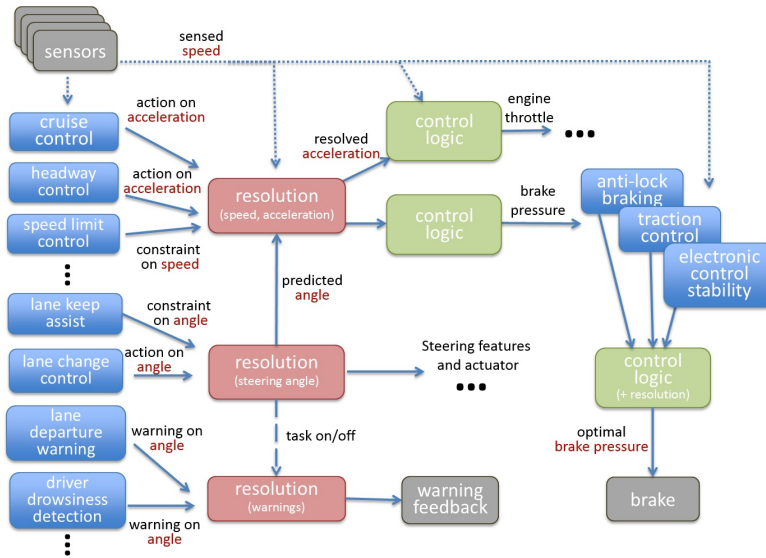 sensors
sensed
speed
cruise
control
action on
acceleration
headway
control
action on
acceleration
speed limit
control
constraint
on speed
resolution
(speed, acceleration)
resolved
acceleration
control
logic
engine
throttle
control
logic
brake
pressure
anti-lock
braking
traction
control
electronic
control
stability
predicted
angle
lane keep
assist
constraint
on angle
lane change
control
action on
angle
resolution
(steering angle)
Steering features
and actuator
control
logic
(+ resolution)
lane
departure
warning
warning on
angle
task on/off
optimal
brake pressure
driver
drowsiness
detection
warning on
angle
resolution
(warnings)
warning
feedback
brake